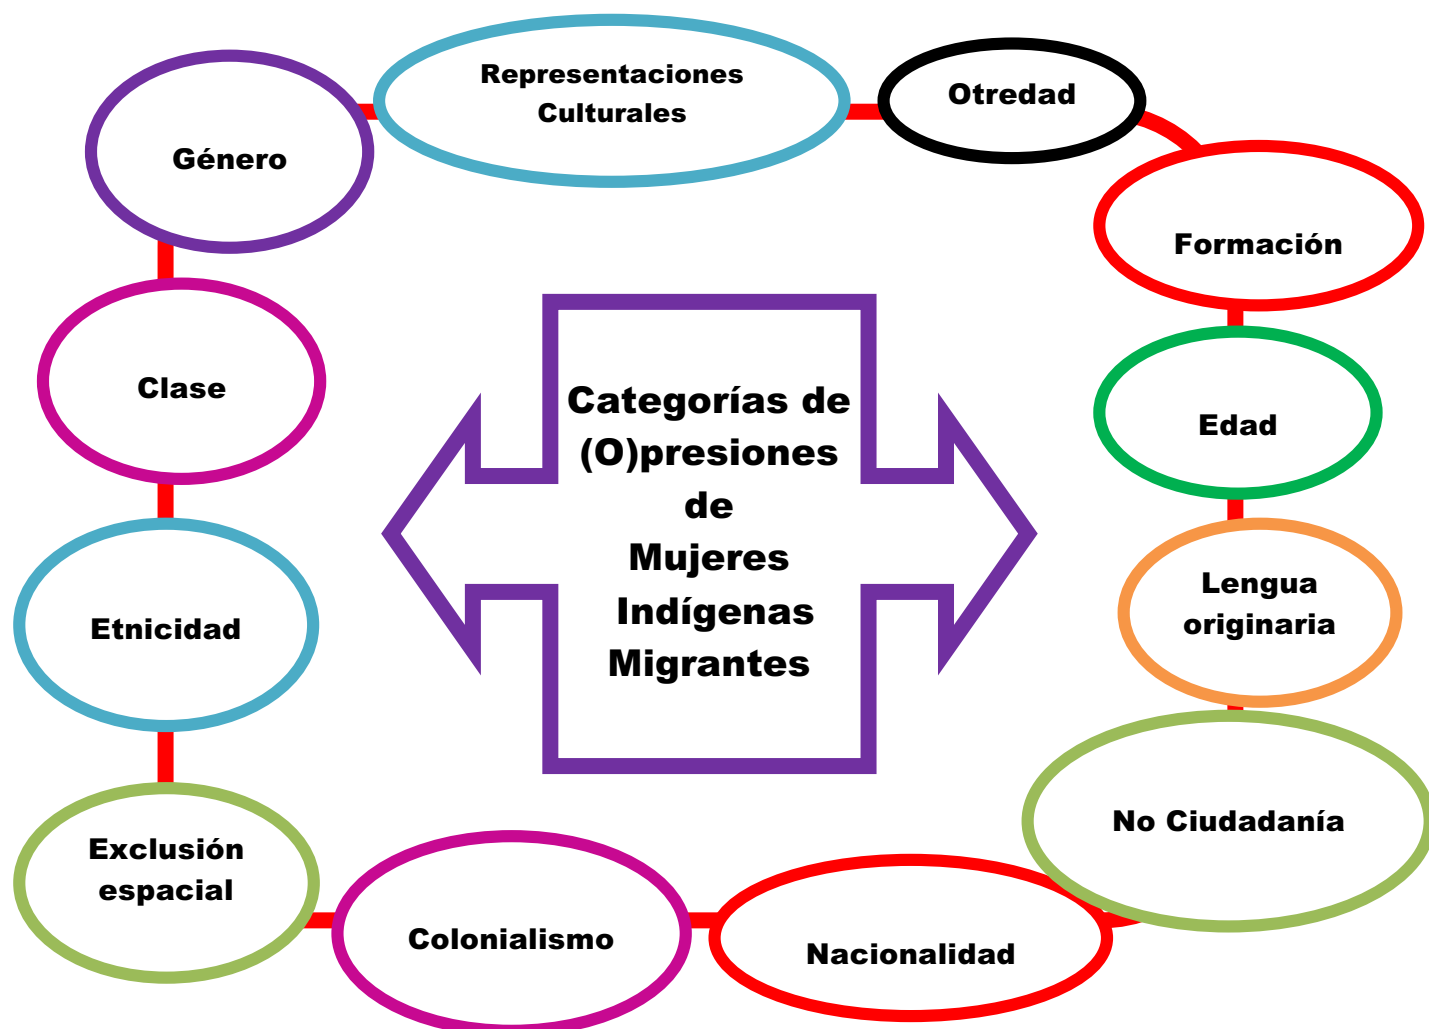 Representaciones
Culturales
Otredad
Género
Formación
Clase
Categorías de
(O)presiones
de
Mujeres
Indígenas
Migrantes
Edad
Lengua
originaria
Etnicidad
No Ciudadanía
Exclusión
espacial
Colonialismo
Nacionalidad